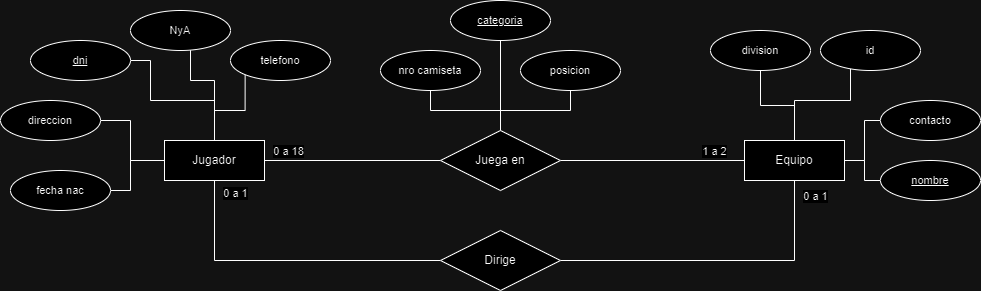 categoria
NyA
dni
telefono
nro camiseta
posicion
division
id
direccion
contacto
Jugador
0 a 18
Juega en
1 a 2
Equipo
fecha nac
nombre
0 a 1
0 a 1
Dirige